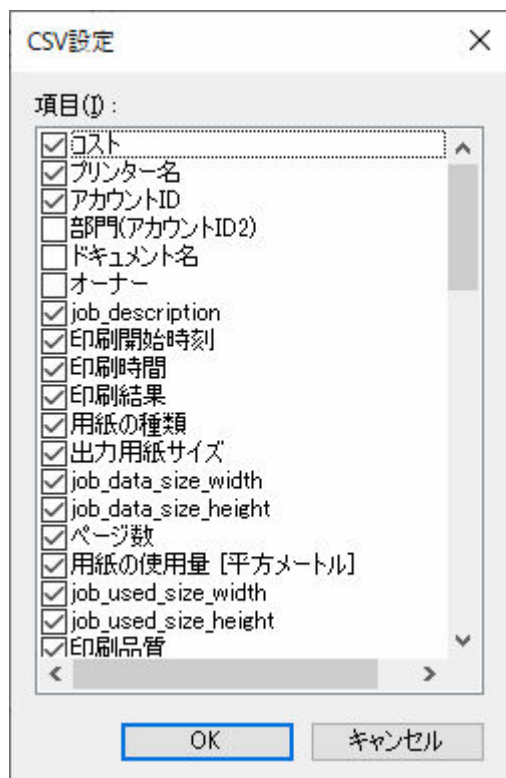 CSV設定
項目(I):
コスト
プリンター名
アカウントID
部門(アカウントID2)
ドキュメント名
オーナー
job_description
印刷開始時刻
印刷時間
印刷結果
用紙の種類
出力用紙サイズ
job_data_size_width
job_data_size_height
ページ数
用紙の使用量 [平方メートル]
job_used_size_width
job_used_size_height
印刷品質
OK
キャンセル